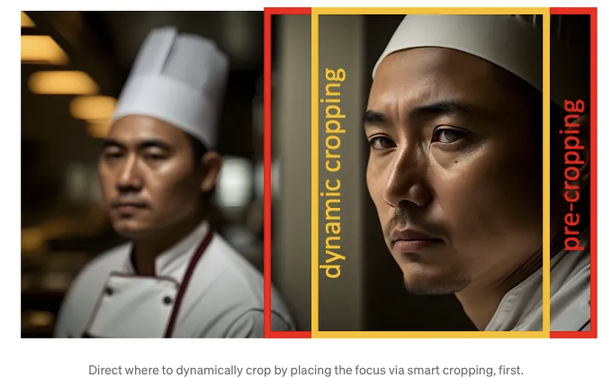 dynamic cropping
pre-cropping
Direct where to dynamically crop by placing the focus via smart cropping, first.